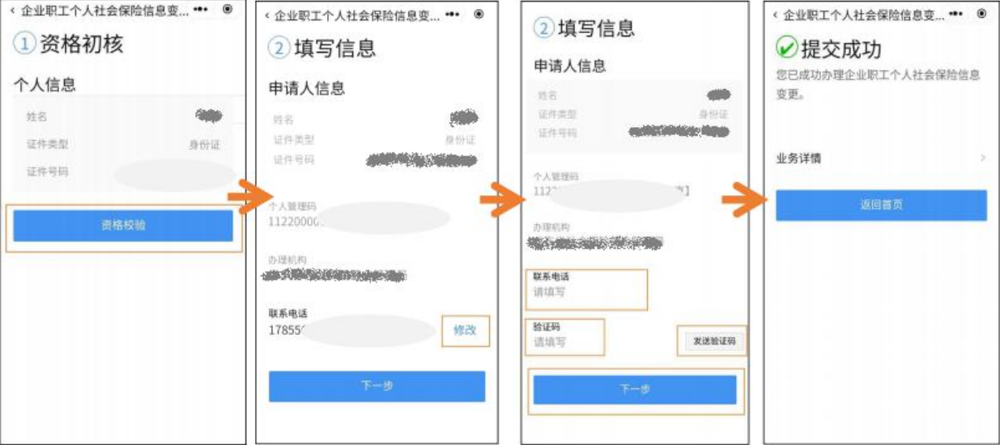 企业职工个人社会保险信息变...
① 资格初核
个人信息
姓名
证件类型 身份证
证件号码
资格校验
企业职工个人社会保险信息变...
② 填写信息
申请人信息
姓名
证件类型 身份证
证件号码
个人管理码
11220000
办理机构
联系电话
17855
修改
下一步
② 填写信息
申请人信息
姓名
证件类型 身份证
证件号码
个人管理码
112 】
办理机构
联系电话
请填写
验证码
请填写 发送验证码
下一步
企业职工个人社会保险信息变...
提交成功
您已成功办理企业职工个人社会保险信息
变更。
业务详情
返回首页